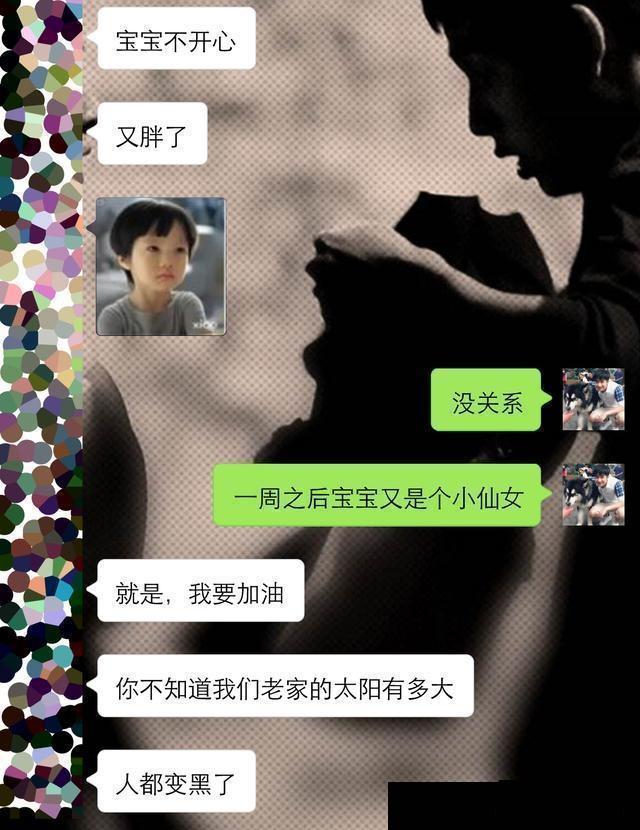 宝宝不开心
又胖了
没关系
一周之后宝宝又是个小仙女
就是，我要加油
你不知道我们老家的太阳有多大
人都变黑了